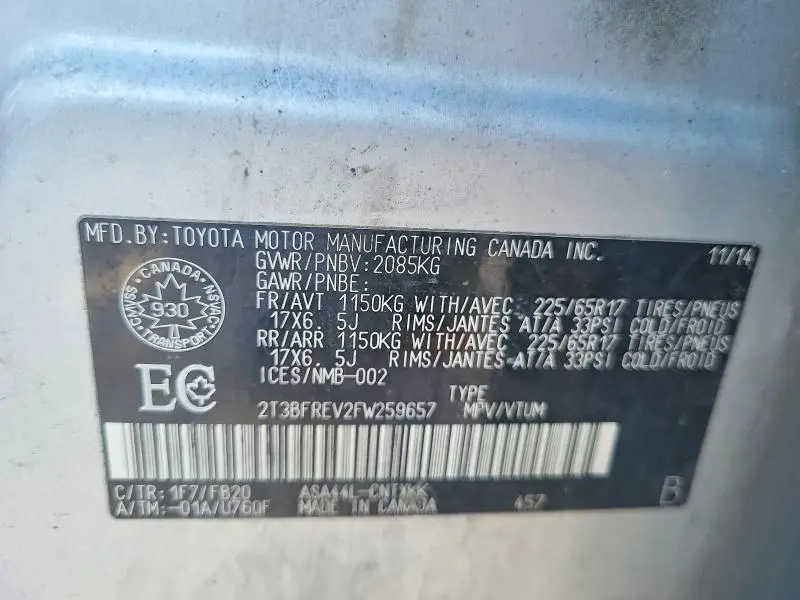 MFD.BY:TOYOTA MOTOR MANUFACTURING CANADA INC. 11/14
GVWR/PNBV:2085KG
GAWR/PNBE:
FR/AVT 1150KG WITH/AVEC 225/65R17 TIRES/PNEUS
17X6.5J RIMS/JANTES AT/A 33PSI COLD/FROID
RR/ARR 1150KG WITH/AVEC 225/65R17 TIRES/PNEUS
17X6.5J RIMS/JANTES AT/A 33PSI COLD/FROID
ICES/NMB-002
CANADA
CMVSS NSVAC
930
TRANSPORT
EC
TYPE
2T3BFREV2FW259657 MPV/VTUM
C/TR: 1F7/FB20 457 B
A/TM:-01A/U760F MADE IN CANADA